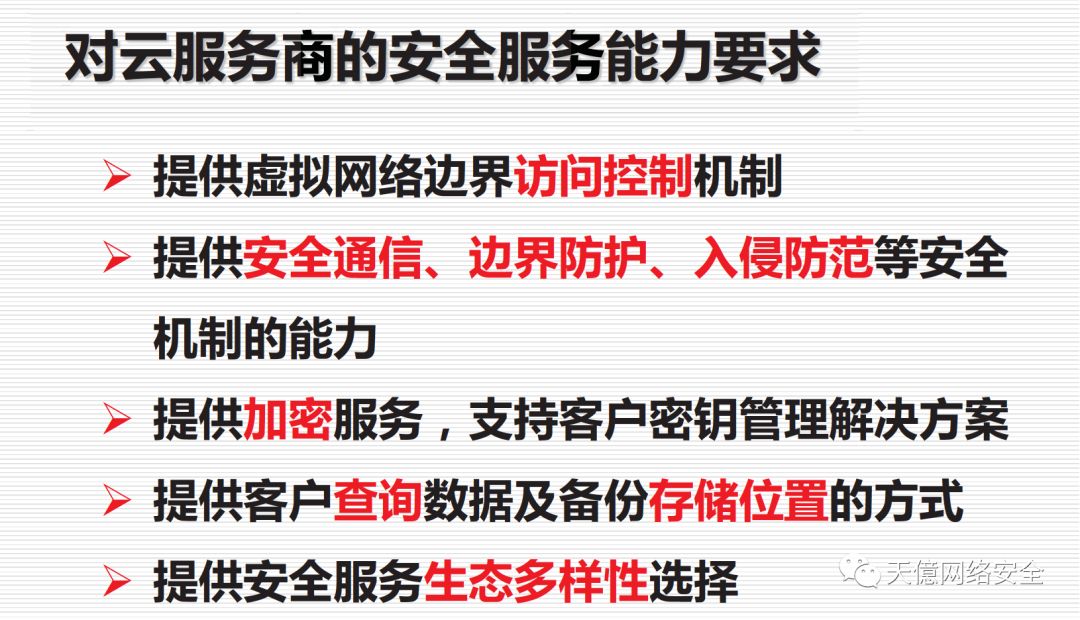 对云服务商的安全服务能力要求
提供虚拟网络边界访问控制机制
提供安全通信、边界防护、入侵防范等安全
机制的能力
提供加密服务，支持客户密钥管理解决方案
提供客户查询数据及备份存储位置的方式
提供安全服务生态多样性选择
天億网络安全